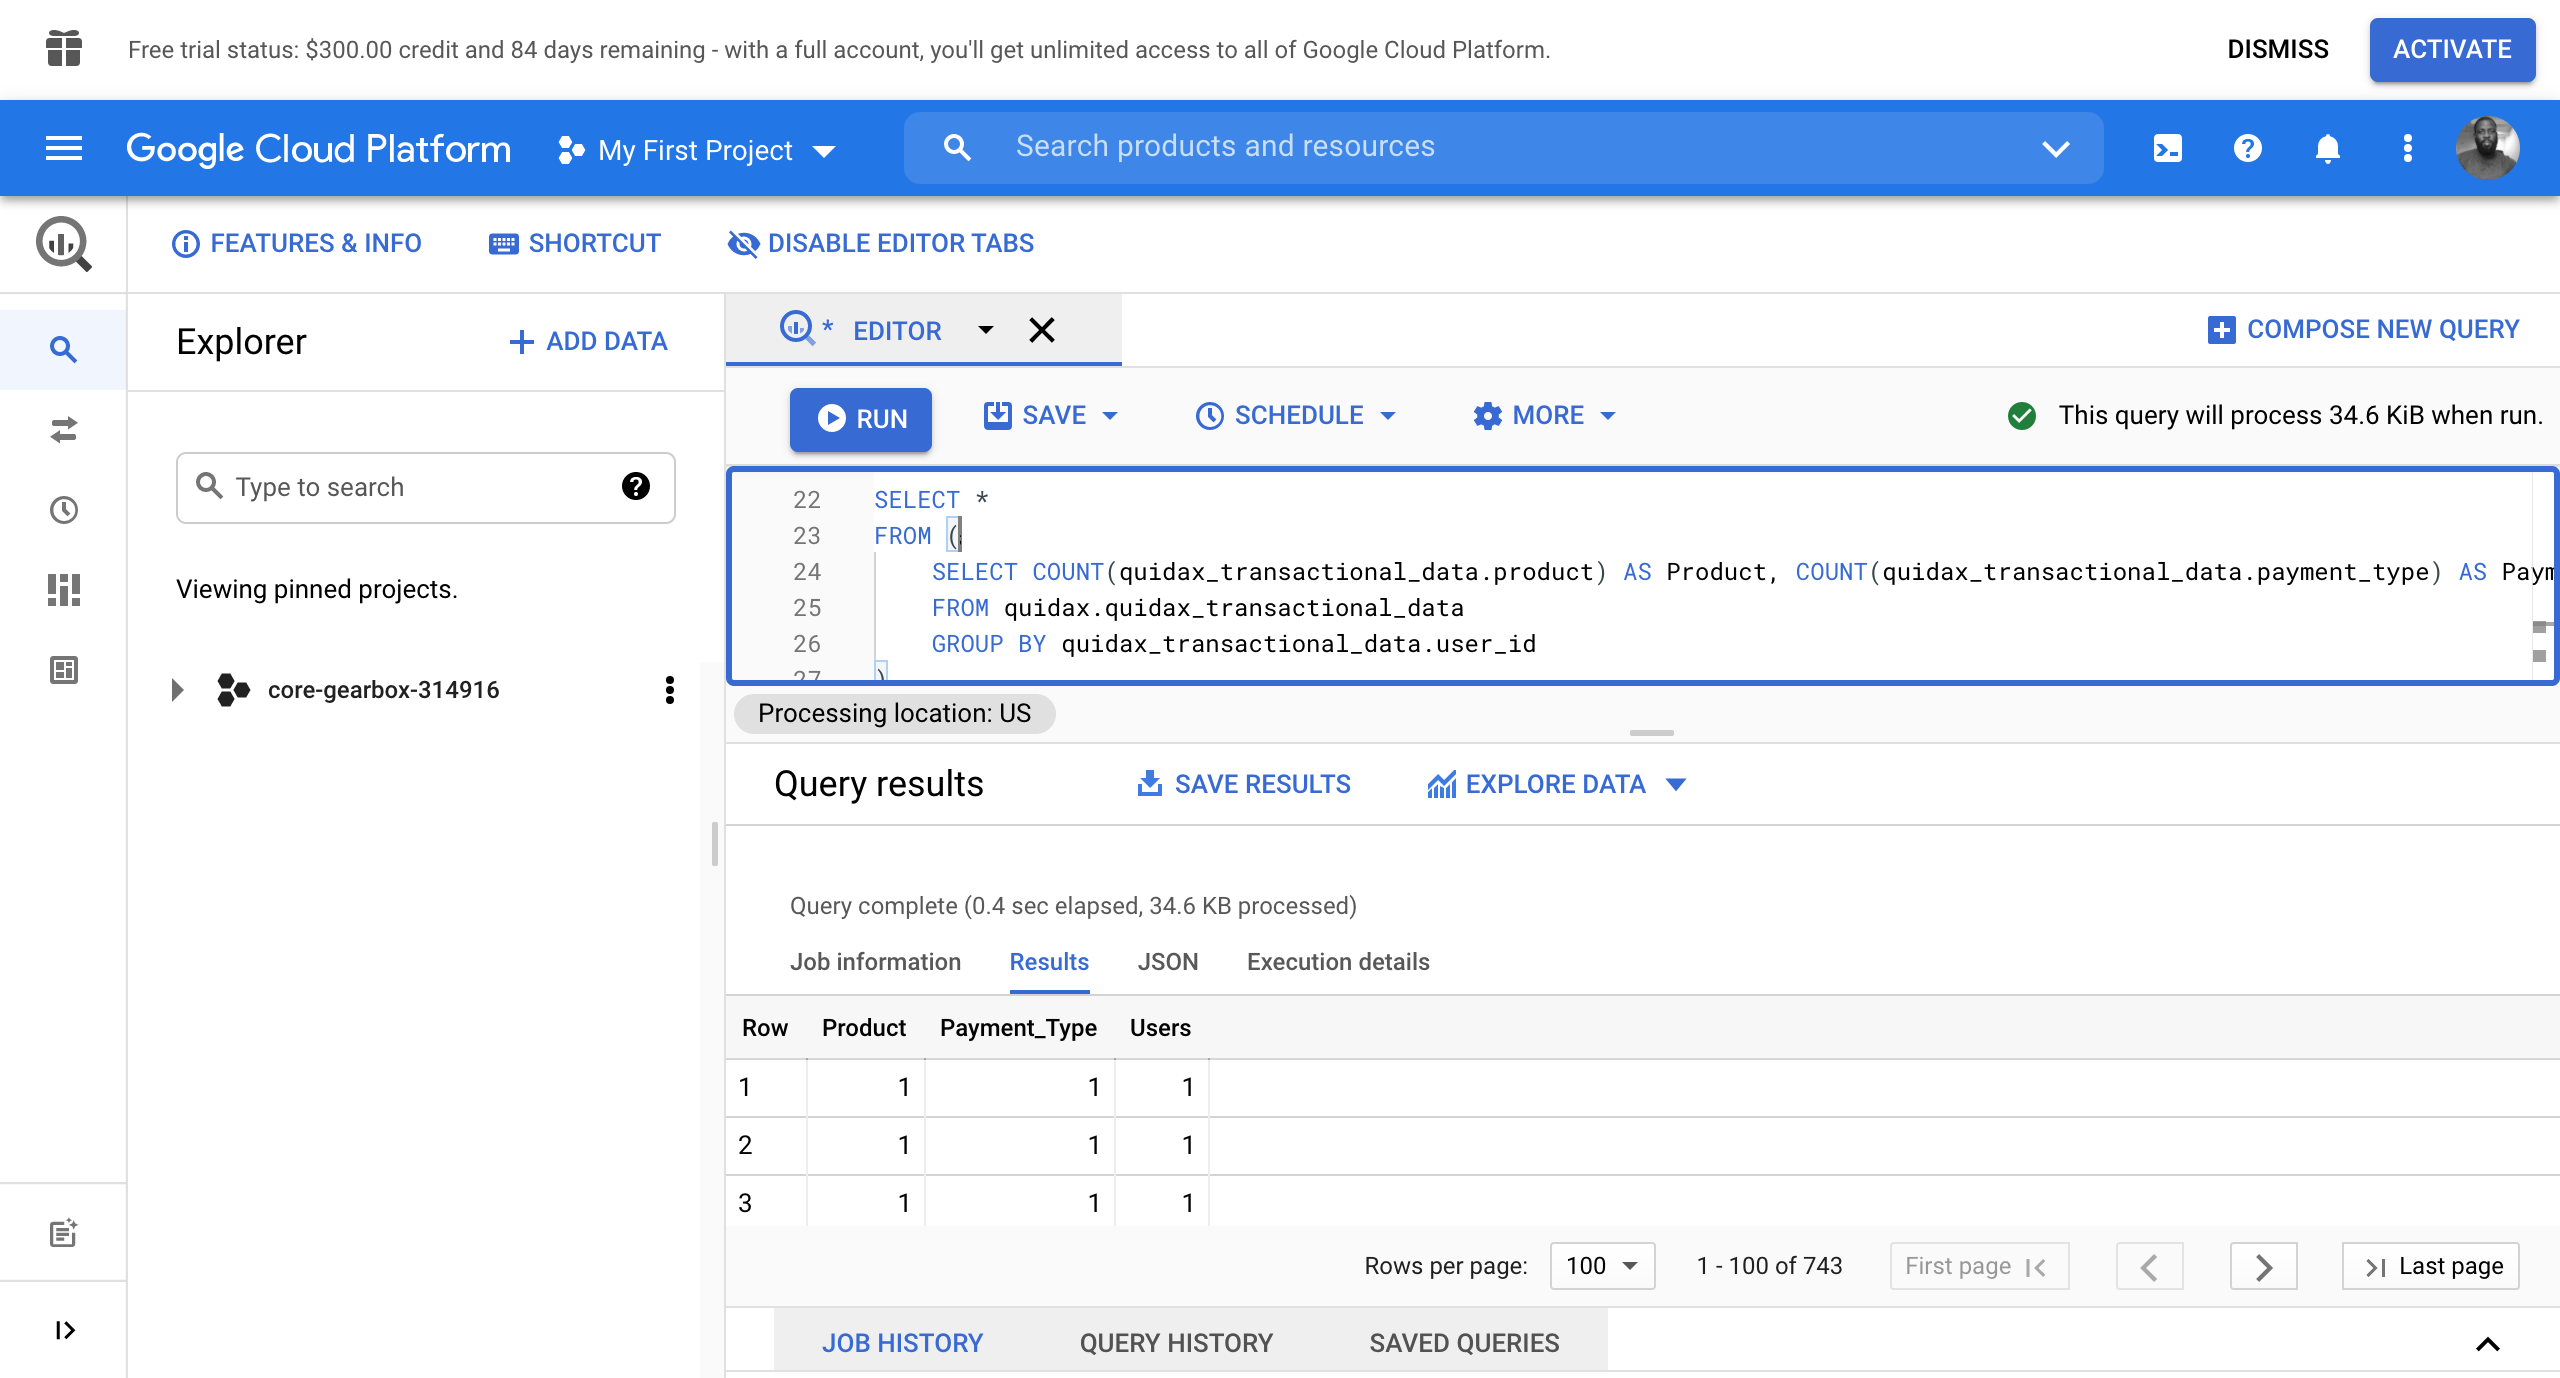 Free trial status: $300.00 credit and 84 days remaining - with a full account, you'll get unlimited access to all of Google Cloud Platform.
DISMISS
ACTIVATE
Google Cloud Platform
My First Project
Search products and resources
FEATURES & INFO
SHORTCUT
DISABLE EDITOR TABS
Explorer
ADD DATA
Type to search
Viewing pinned projects.
core-gearbox-314916
* EDITOR
COMPOSE NEW QUERY
RUN
SAVE
SCHEDULE
MORE
This query will process 34.6 KiB when run.
22 SELECT *
23 FROM (
24 SELECT COUNT(quidax_transactional_data.product) AS Product, COUNT(quidax_transactional_data.payment_type) AS Paym
25 FROM quidax.quidax_transactional_data
26 GROUP BY quidax_transactional_data.user_id
27 )
Processing location: US
Query results
SAVE RESULTS
EXPLORE DATA
Query complete (0.4 sec elapsed, 34.6 KB processed)
Job information Results JSON Execution details
Row Product Payment_Type Users
1 1 1 1
2 1 1 1
3 1 1 1
Rows per page: 100 1 - 100 of 743 First page Last page
JOB HISTORY QUERY HISTORY SAVED QUERIES